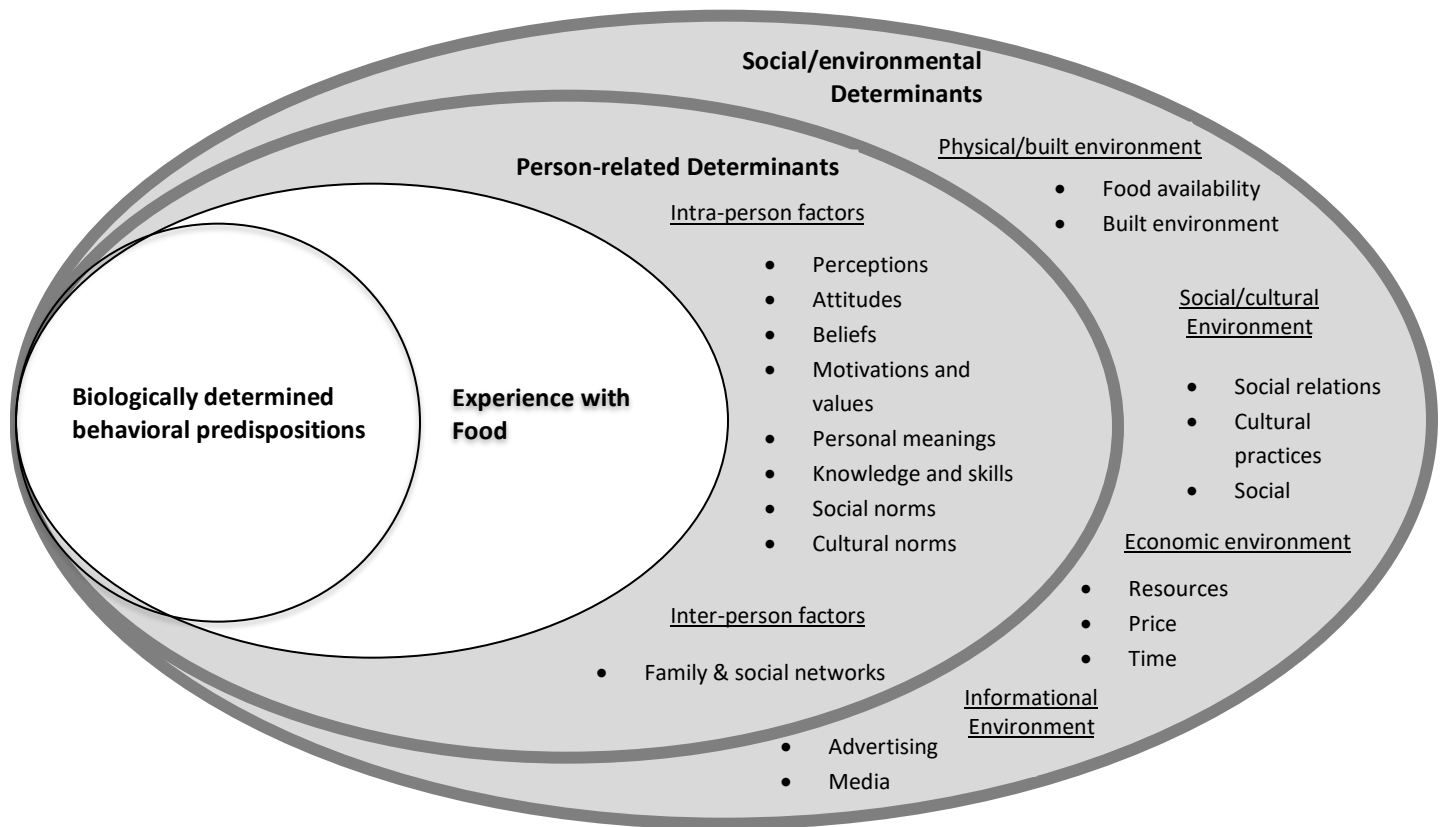 Social/environmental
Determinants
Physical/built environment
• Food availability
• Built environment
Social/cultural
Environment
• Social relations
• Cultural
practices
• Social
Economic environment
• Resources
• Price
• Time
Informational
Environment
• Advertising
• Media
Person-related Determinants
Intra-person factors
• Perceptions
• Attitudes
• Beliefs
• Motivations and
values
• Personal meanings
• Knowledge and skills
• Social norms
• Cultural norms
Inter-person factors
• Family & social networks
Experience with
Food
Biologically determined
behavioral predispositions